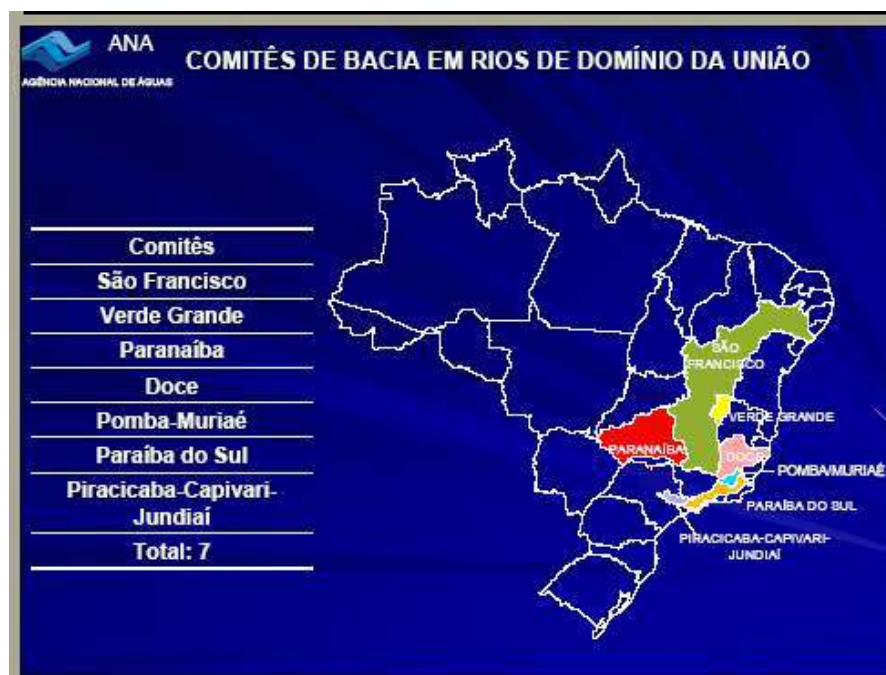 ANA
AGÊNCIA NACIONAL DE ÁGUAS
COMITÊS DE BACIA EM RIOS DE DOMÍNIO DA UNIÃO
Comitês
São Francisco
Verde Grande
Paranaíba
Doce
Pomba-Muriaé
Paraíba do Sul
Piracicaba-Capivari-
Jundiaí
Total: 7
SÃO
FRANCISCO
VERDE GRANDE
PARANAÍBA
DOCE
POMBA/MURIAÉ
PARAÍBA DO SUL
PIRACICABA-CAPIVARI-
JUNDIAÍ